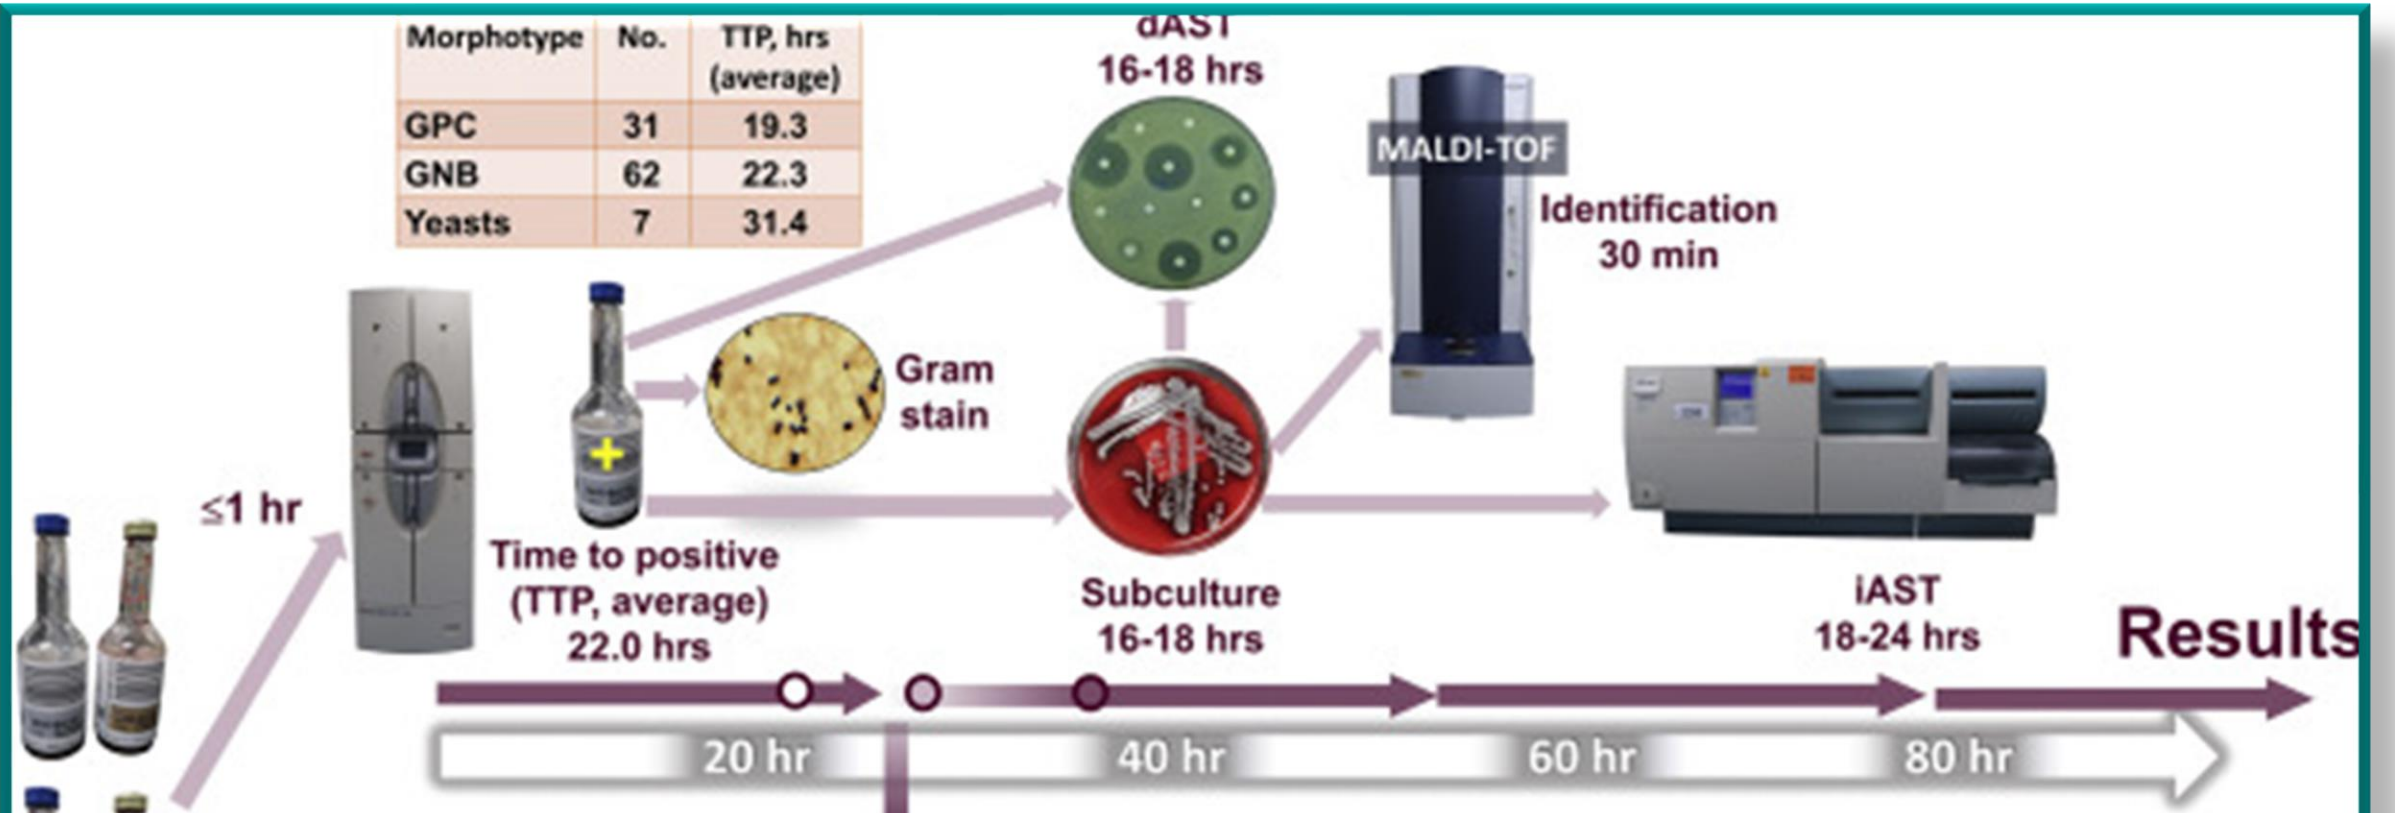 Morphotype No. TTP, hrs
(average)
GPC 31 19.3
GNB 62 22.3
Yeasts 7 31.4
dAST
16-18 hrs
MALDI-TOF
Identification
30 min
Gram
stain
≤1 hr
Time to positive
(TTP, average)
22.0 hrs
Subculture
16-18 hrs
iAST
18-24 hrs
Results
20 hr 40 hr 60 hr 80 hr